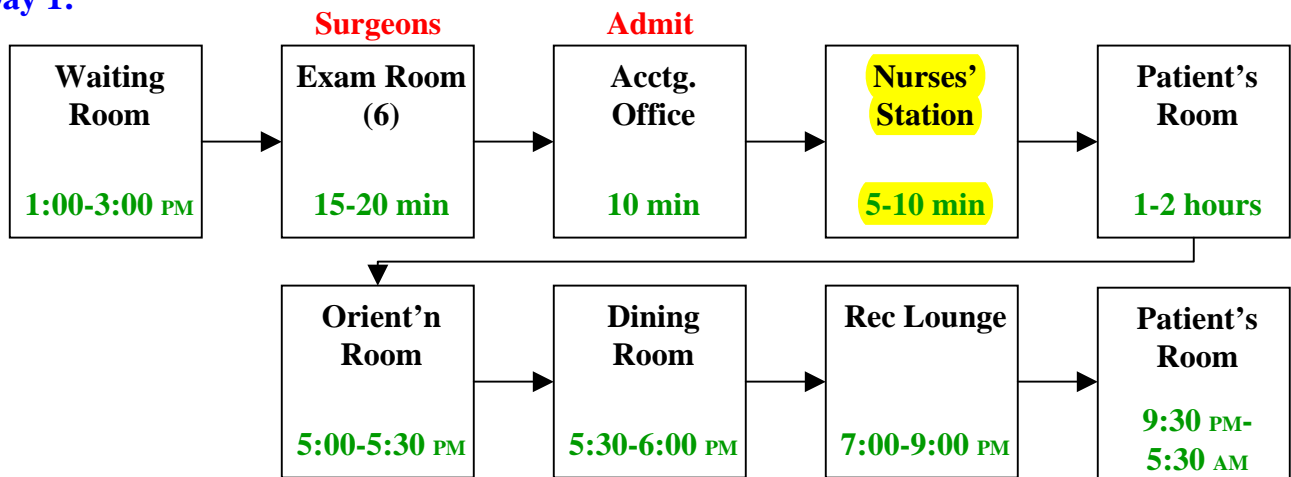 1:
Surgeons Admit
Waiting Room
1:00-3:00 PM
Exam Room
(6)
15-20 min
Acctg.
Office
10 min
Nurses'
Station
5-10 min
Patient's
Room
1-2 hours
Orient'n
Room
5:00-5:30 PM
Dining
Room
5:30-6:00 PM
Rec Lounge
7:00-9:00 PM
Patient's
Room
9:30 PM-
5:30 AM